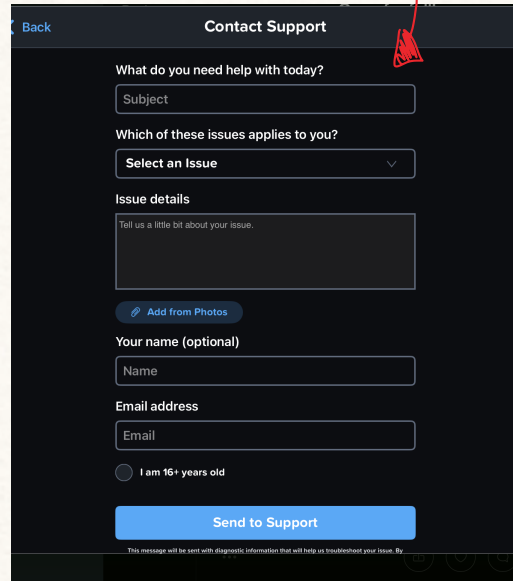 Back
Contact Support
What do you need help with today?
Subject
Which of these issues applies to you?
Select an Issue
Issue details
Tell us a little bit about your issue.
Add from Photos
Your name (optional)
Name
Email address
Email
I am 16+ years old
Send to Support
This message will be sent with diagnostic information that will help us troubleshoot your issue. By